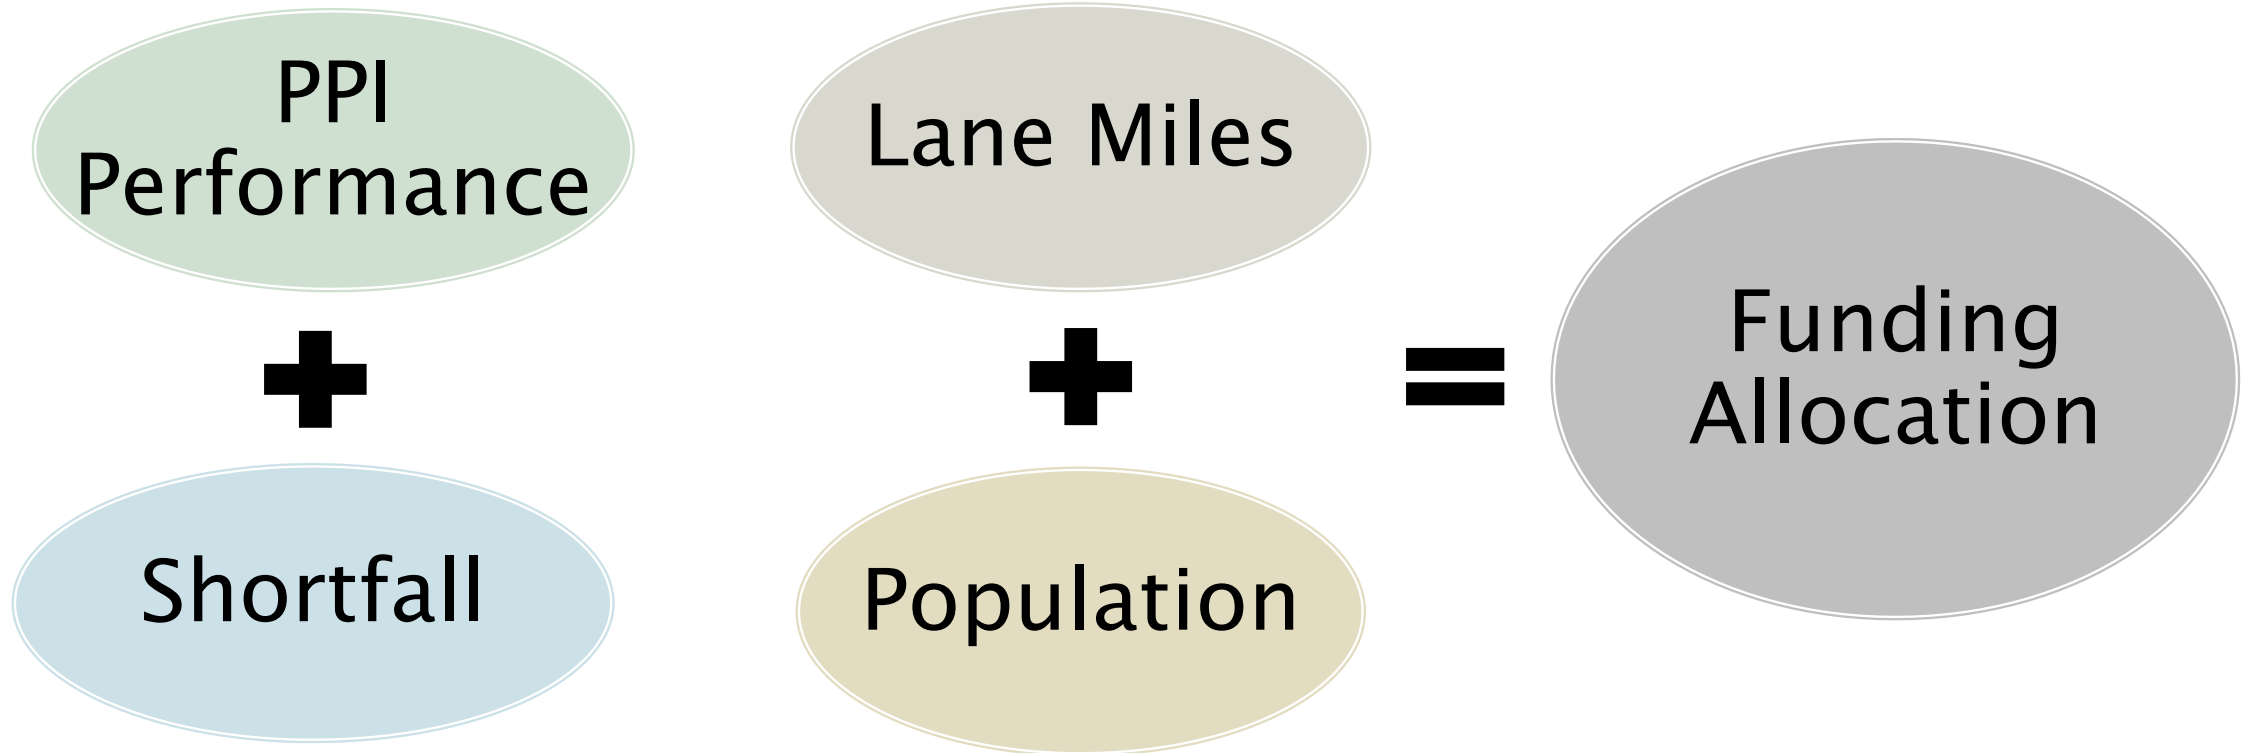 PPI
Performance
Shortfall
Lane Miles
Population
Funding
Allocation